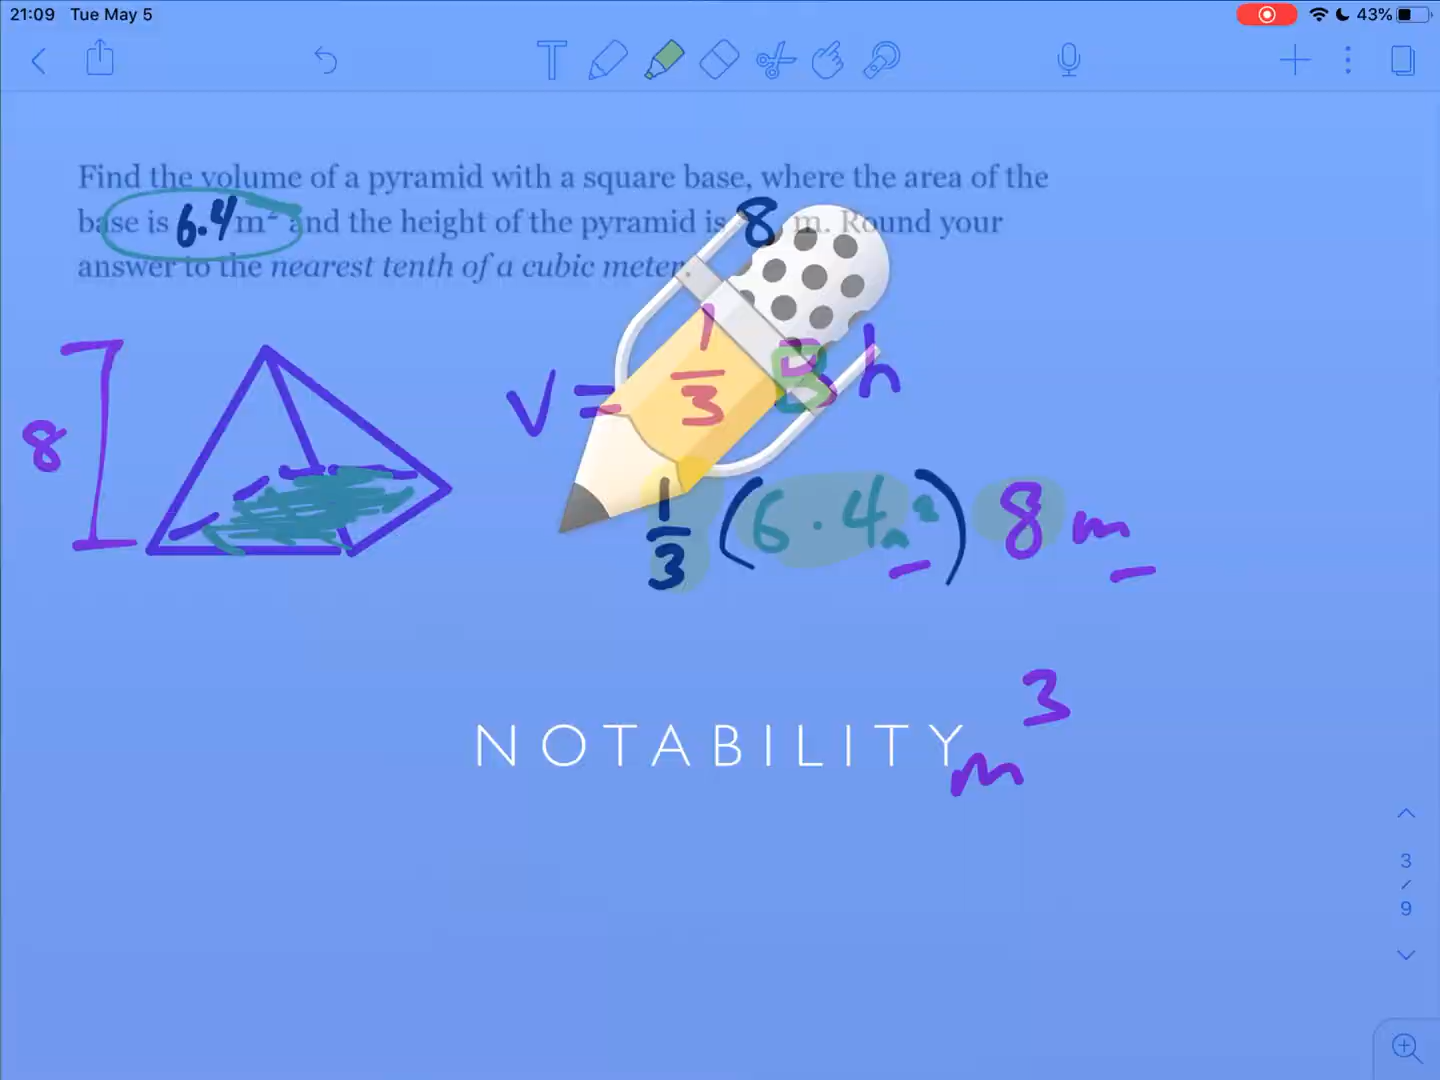 21:09 Tue May 5
43%
T
Find the volume of a pyramid with a square base, where the area of the
base is 6.4 m² and the height of the pyramid is 8 m. Round your
answer to the nearest tenth of a cubic meter
8
V = 1/3 B h
1/3 (6.4 m²) 8 m
m³
NOTABILITY
3
/
9